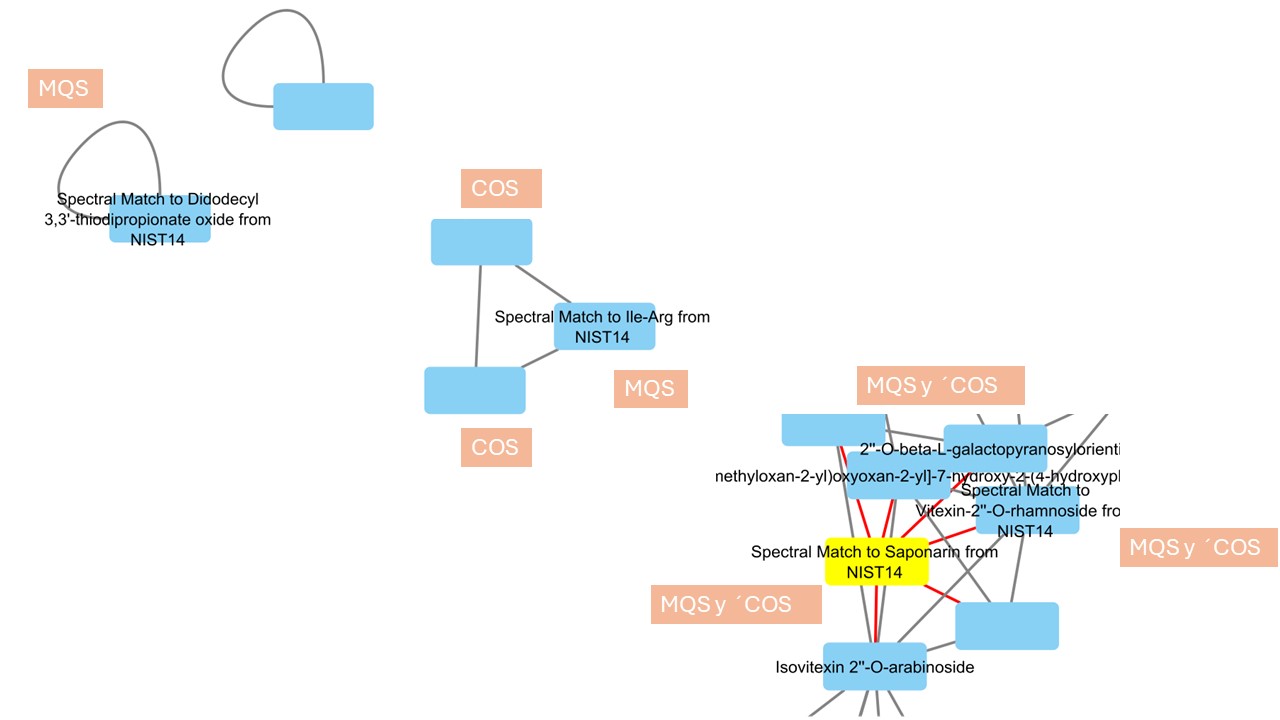 MQS
Spectral Match to Didodecyl
3,3'-thiodipropionate oxide from
NIST14
COS
Spectral Match to Ile-Arg from
NIST14
MQS
COS
MQS y ´COS
2"-O-beta-L-galactopyranosylorienti
nethyloxan-2-yl)oxyoxan-2-yl]-7-hydroxy-2-(4-hydroxypl
Spectral Match to
Vitexin-2"-O-rhamnoside fro
NIST14
MQS y ´COS
Spectral Match to Saponarin from
NIST14
MQS y ´COS
Isovitexin 2"-O-arabinoside